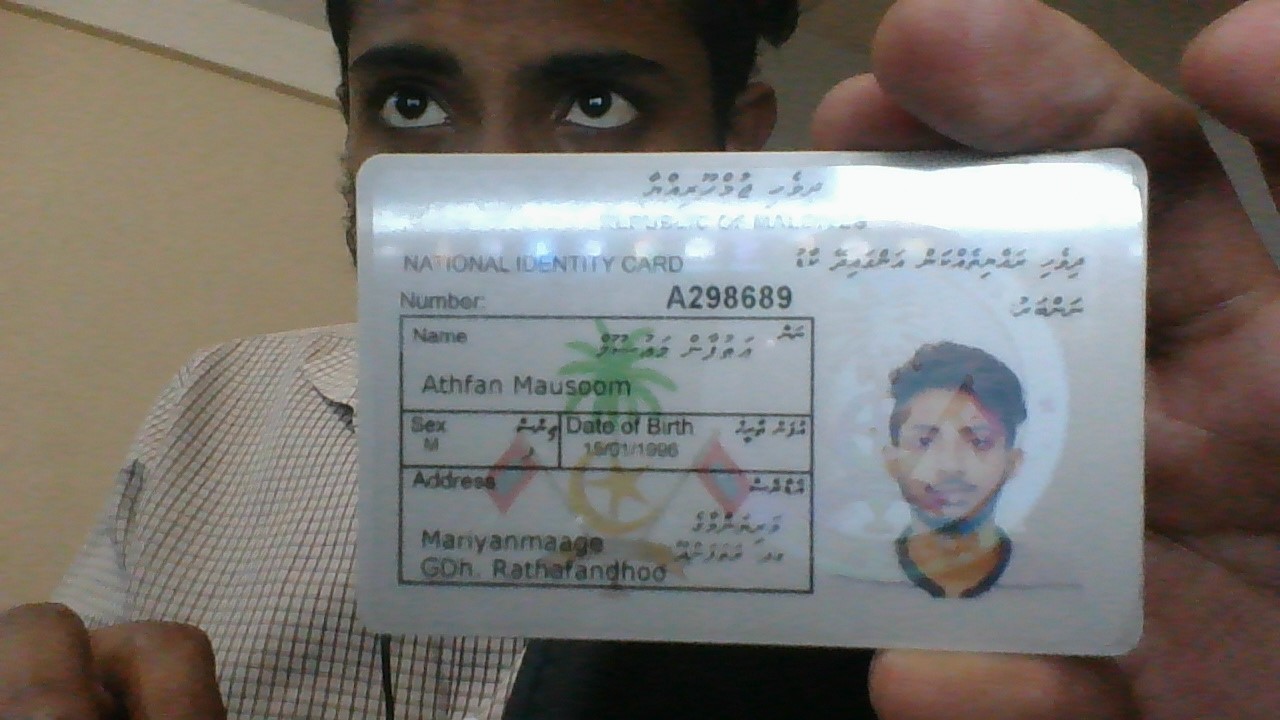 ދިވެހި ޖުމްހޫރިއްޔާ
REPUBLIC OF MALDIVES
NATIONAL IDENTITY CARD
ދިވެހި ރައްޔިތެއްކަން އަންގައިދޭ ކާޑު
Number: A298689 ނަންބަރު:
Name ނަން
އަތުފާން މައުސޫމް
Athfan Mausoom
Sex ޖިންސު Date of Birth އުފަން ތާރީޚު
M 15/01/1996
Address އެޑްރެސް
މަރިޔަންމާގެ
Mariyanmaage
ގދ. ރަތަފަންދޫ
GDh. Rathafandhoo